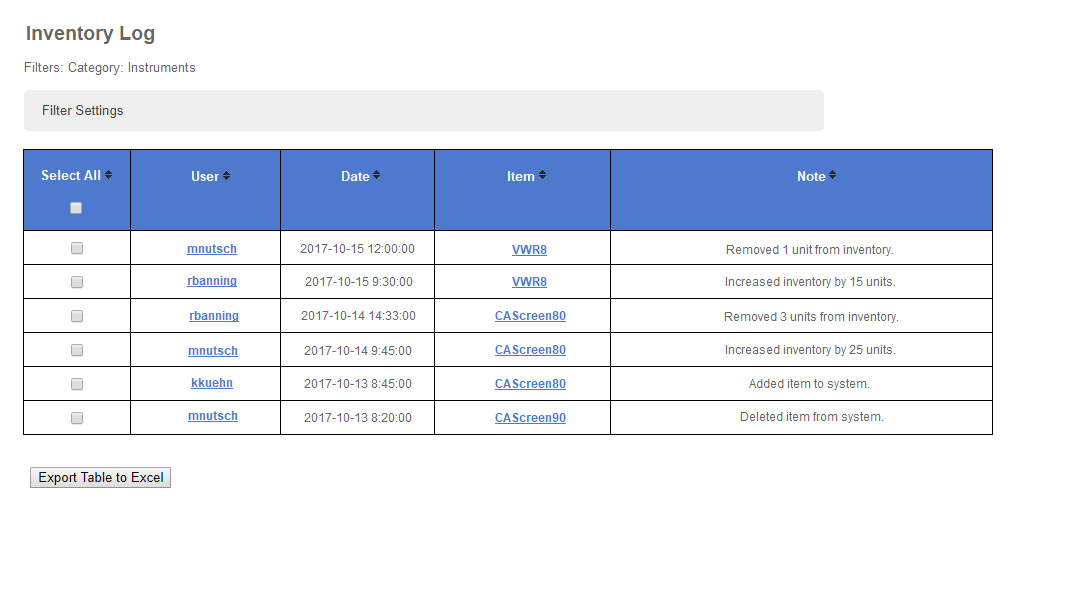 Inventory Log
Filters: Category: Instruments
Filter Settings
Select All User Date Item Note
mnutsch 2017-10-15 12:00:00 VWR8 Removed 1 unit from inventory.
rbanning 2017-10-15 9:30:00 VWR8 Increased inventory by 15 units.
rbanning 2017-10-14 14:33:00 CAScreen80 Removed 3 units from inventory.
mnutsch 2017-10-14 9:45:00 CAScreen80 Increased inventory by 25 units.
kkuehn 2017-10-13 8:45:00 CAScreen80 Added item to system.
mnutsch 2017-10-13 8:20:00 CAScreen90 Deleted item from system.
Export Table to Excel